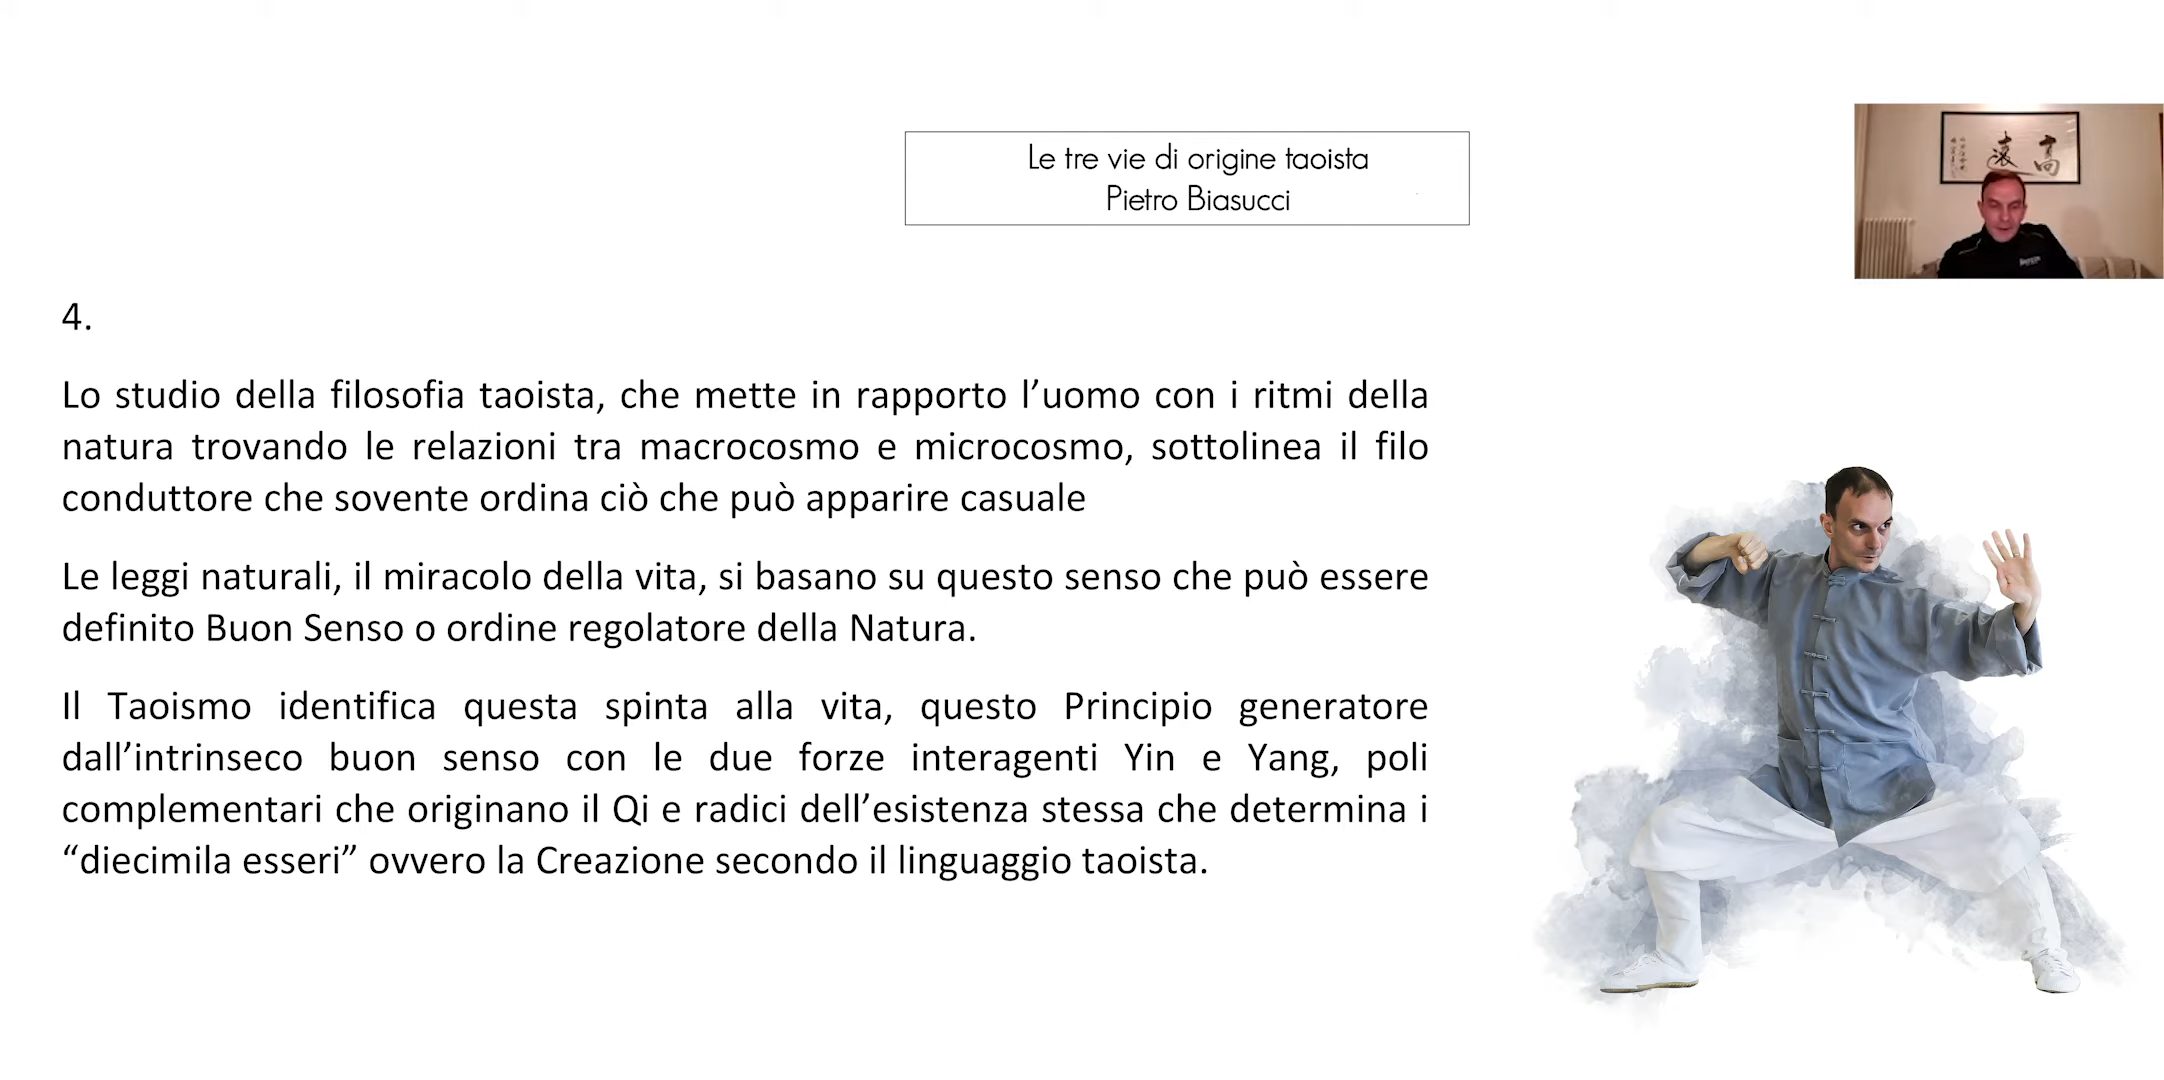 Le tre vie di origine taoista
Pietro Biasucci
高
遠
4.
Lo studio della filosofia taoista, che mette in rapporto l’uomo con i ritmi della
natura trovando le relazioni tra macrocosmo e microcosmo, sottolinea il filo
conduttore che sovente ordina ciò che può apparire casuale
Le leggi naturali, il miracolo della vita, si basano su questo senso che può essere
definito Buon Senso o ordine regolatore della Natura.
Il Taoismo identifica questa spinta alla vita, questo Principio generatore
dall’intrinseco buon senso con le due forze interagenti Yin e Yang, poli
complementari che originano il Qi e radici dell’esistenza stessa che determina i
“diecimila esseri” ovvero la Creazione secondo il linguaggio taoista.